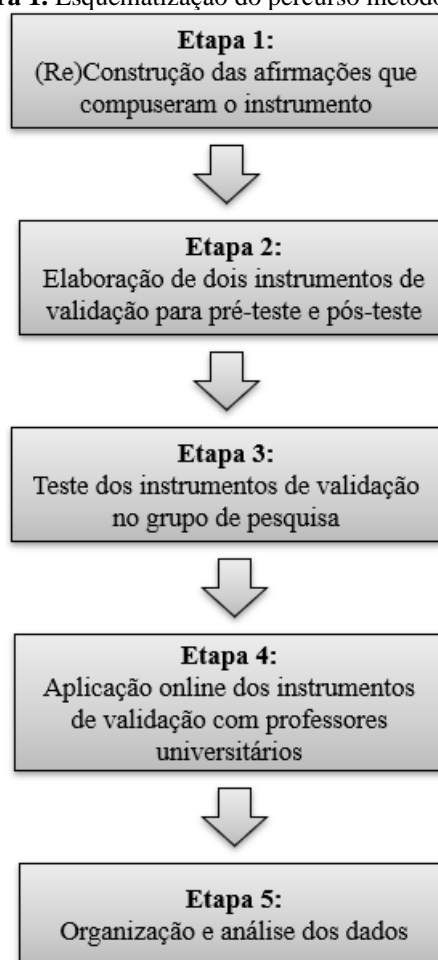 ra 1. Esquematização do percurso metodo
Etapa 1:
(Re)Construção das afirmações que
compuseram o instrumento
Etapa 2:
Elaboração de dois instrumentos de
validação para pré-teste e pós-teste
Etapa 3:
Teste dos instrumentos de validação
no grupo de pesquisa
Etapa 4:
Aplicação online dos instrumentos
de validação com professores
universitários
Etapa 5:
Organização e análise dos dados